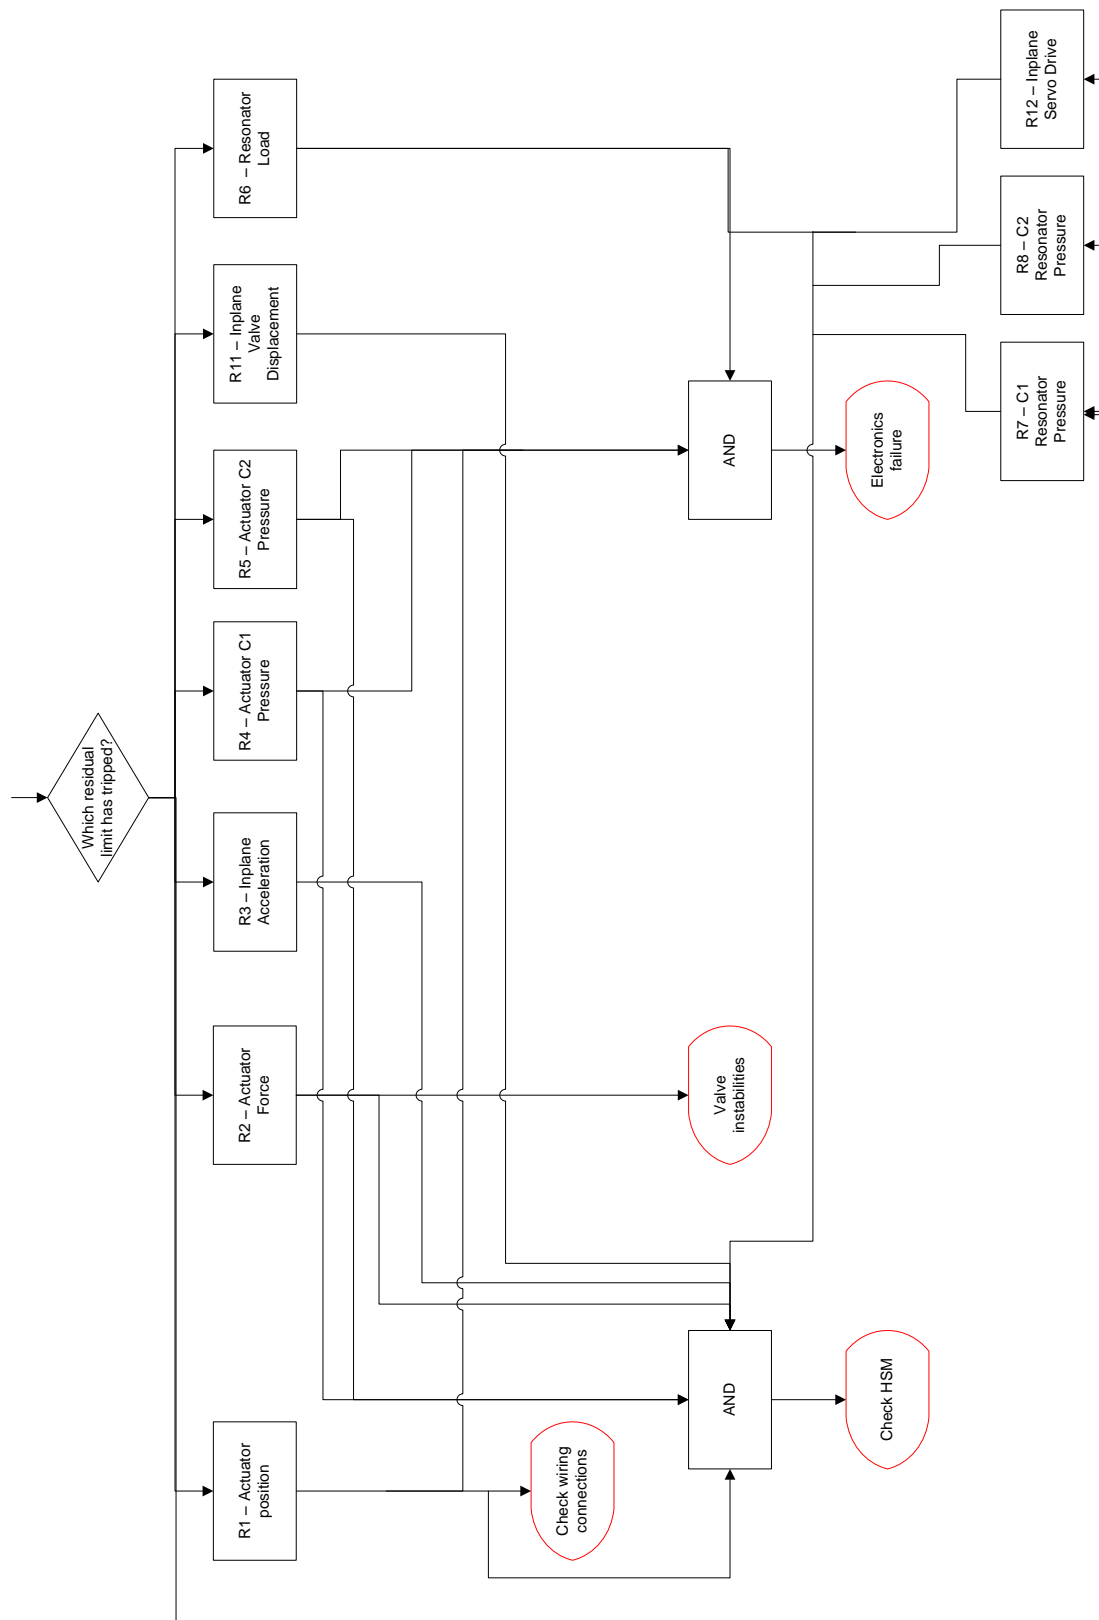 Which residual
limit has tripped?
R1 – Actuator
position
R2 – Actuator
Force
R3 – Inplane
Acceleration
R4 – Actuator C1
Pressure
R5 – Actuator C2
Pressure
R11 – Inplane
Valve
Displacement
R6 – Resonator
Load
Check wiring
connections
AND
Valve
instabilities
AND
Check HSM
Electronics
failure
R7 – C1
Resonator
Pressure
R8 – C2
Resonator
Pressure
R12 – Inplane
Servo Drive